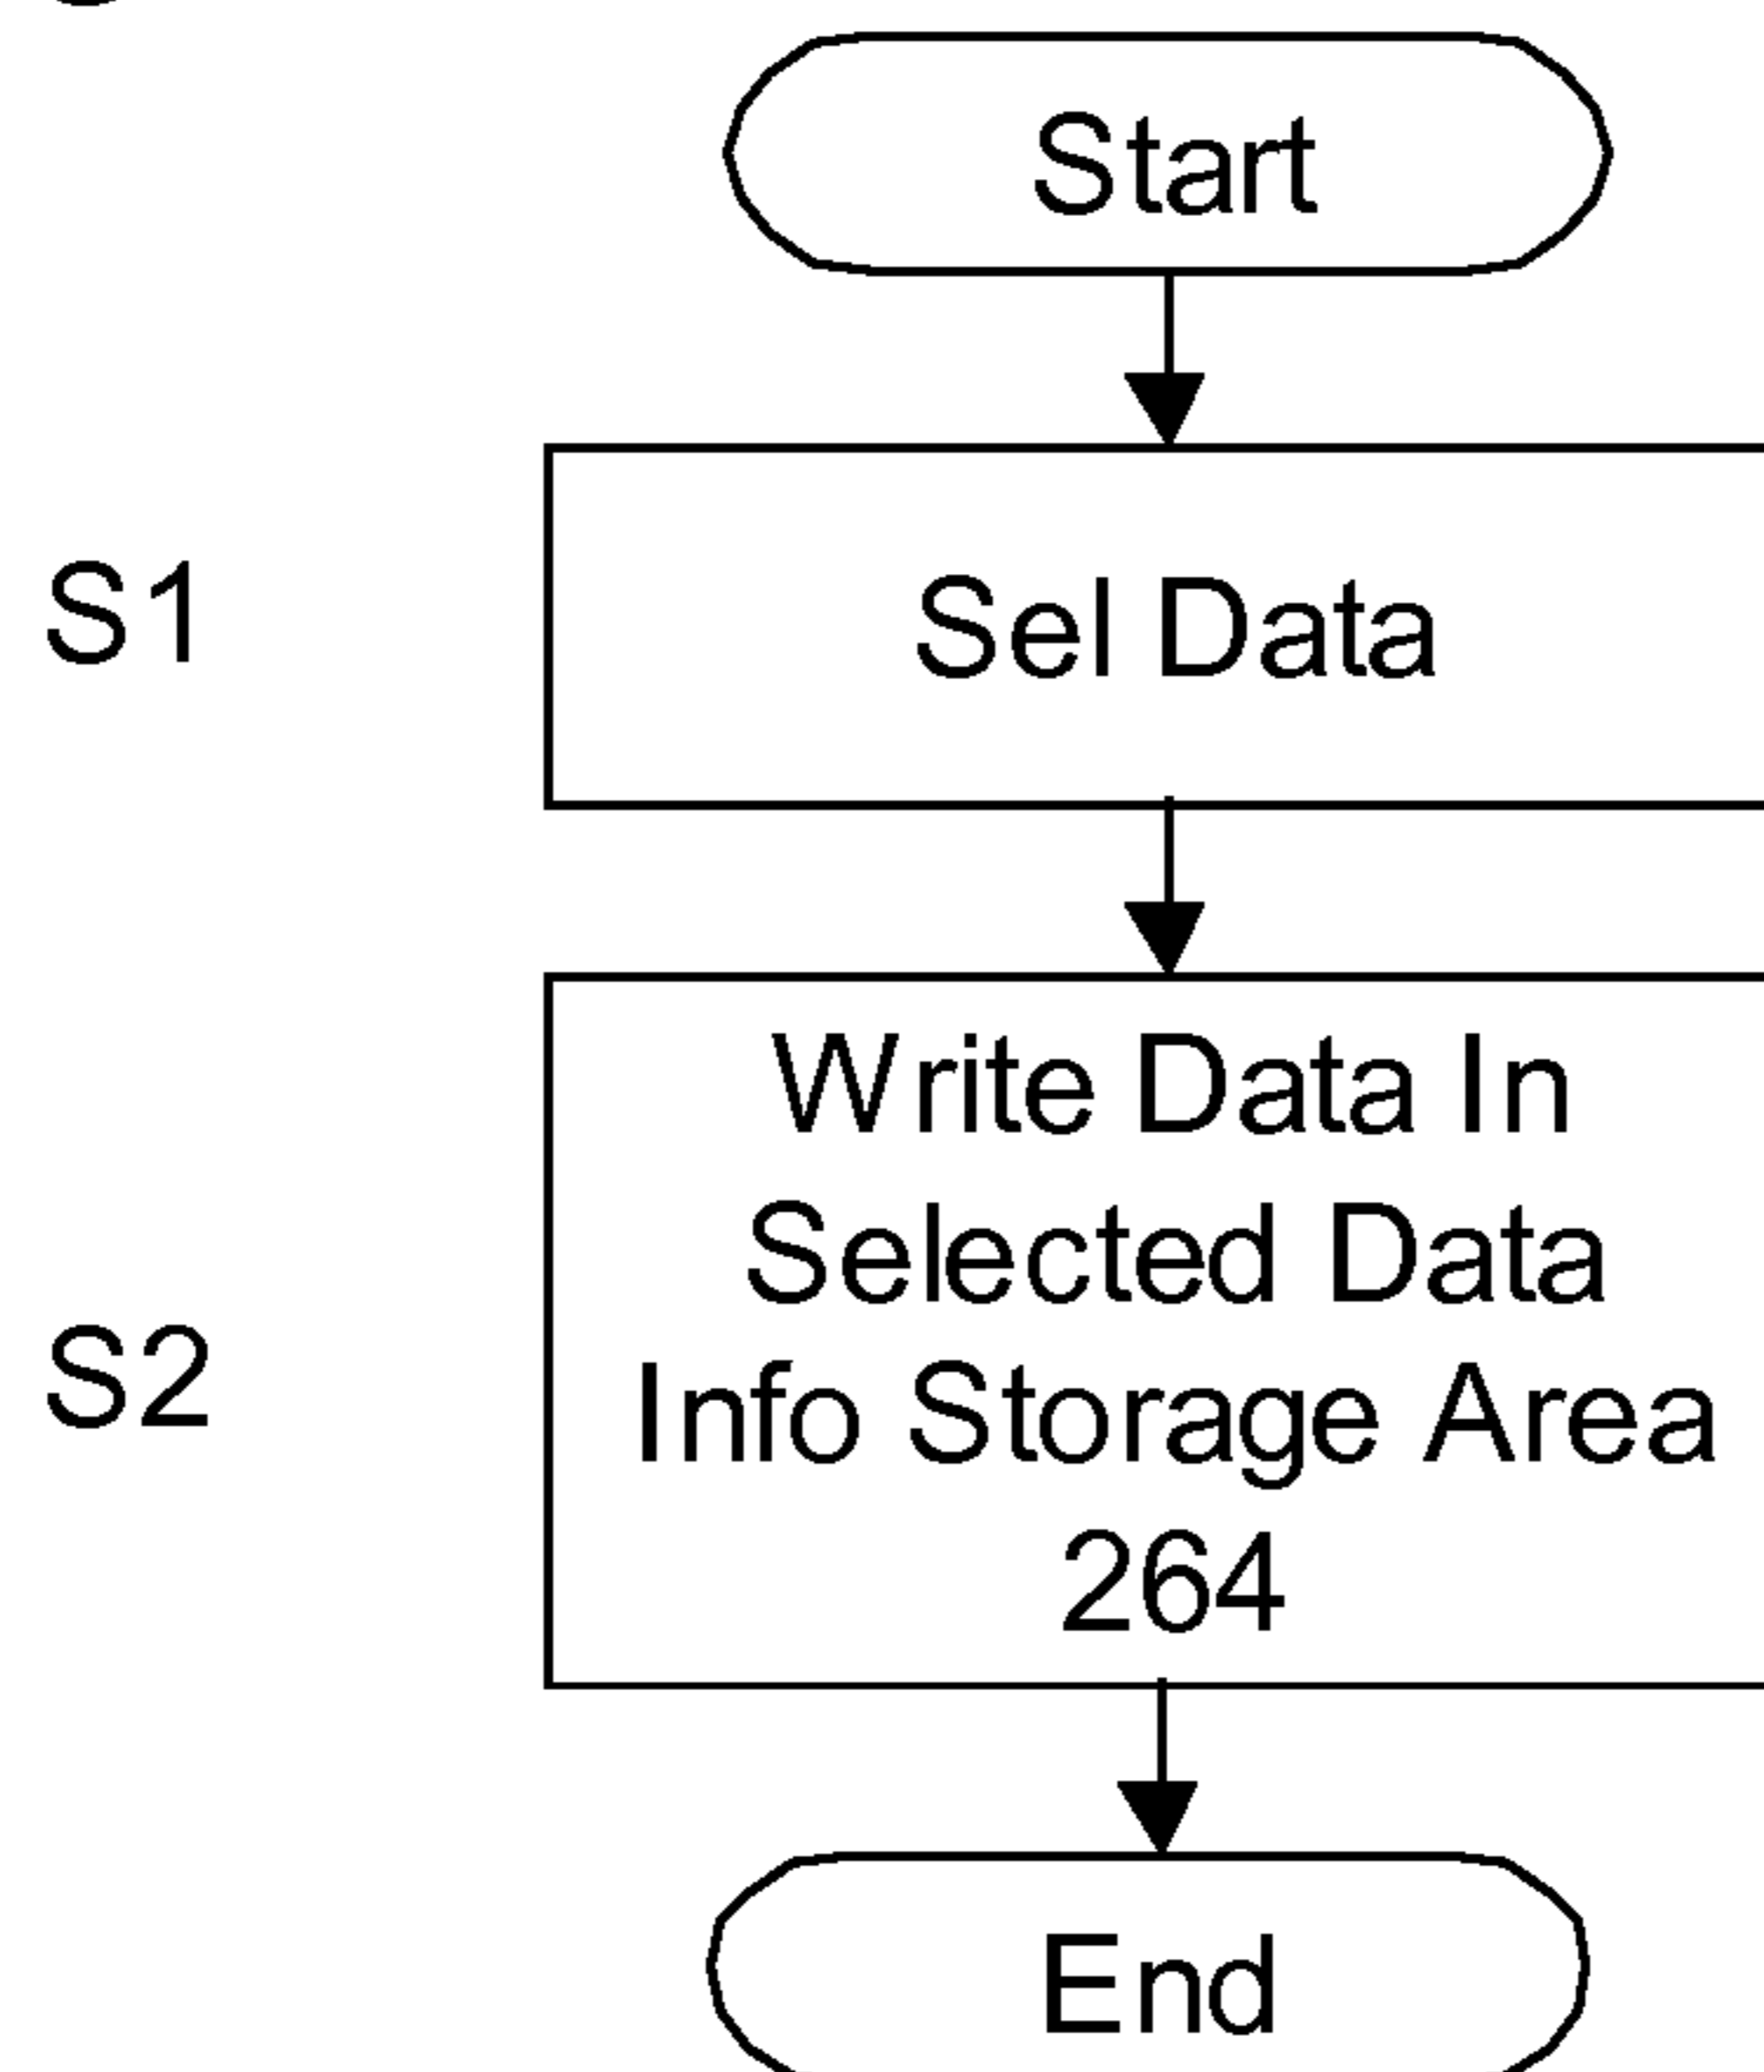 Start
S1
Sel Data
Write Data In
Selected Data
S2
Info Storage Area
264
End